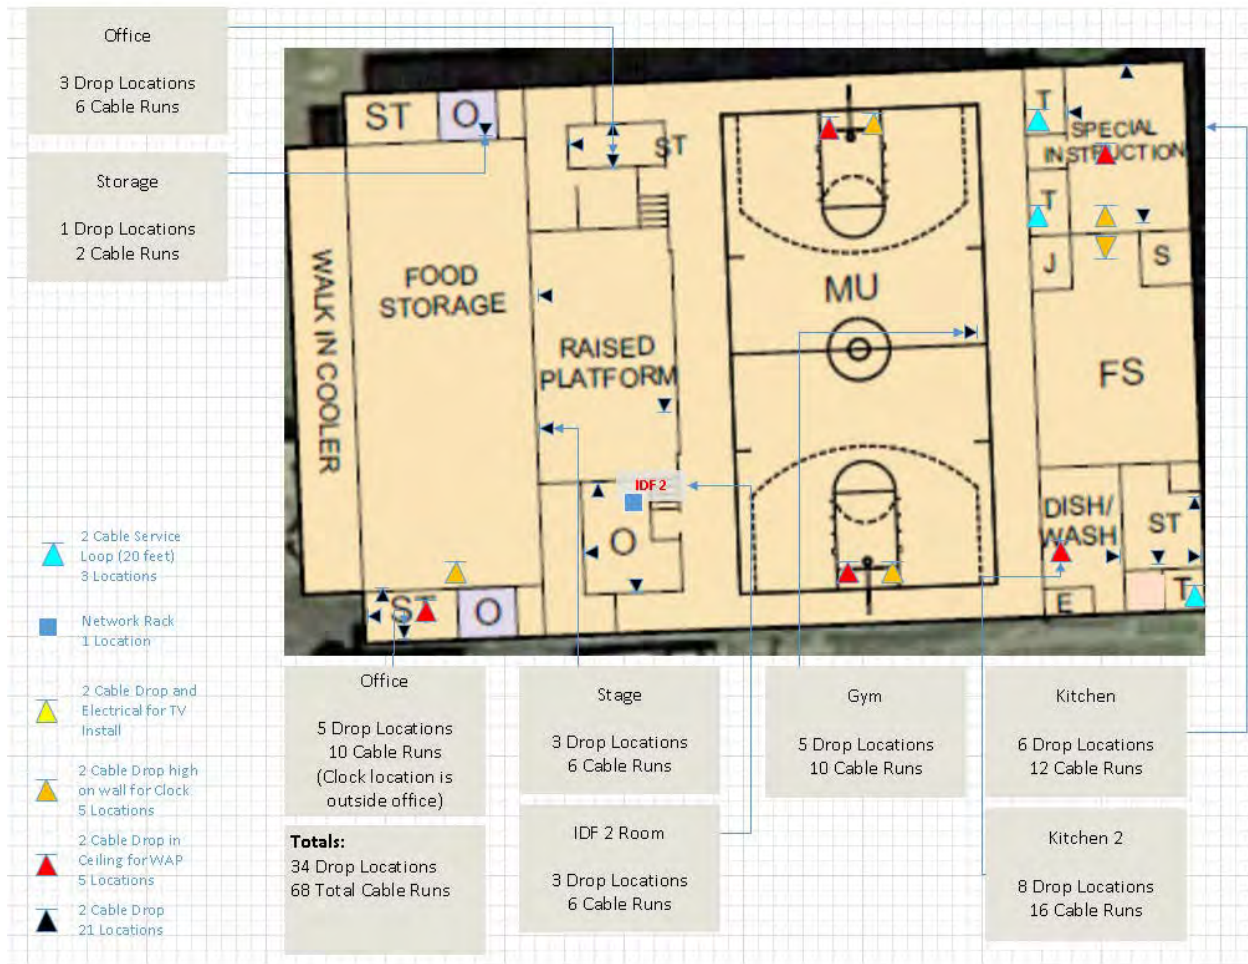 Office
3 Drop Locations
6 Cable Runs
Storage
1 Drop Locations
2 Cable Runs
ST
O
ST
T
SPECIAL
INSTRUCTION
T
J
S
WALK IN COOLER
FOOD
STORAGE
MU
RAISED
PLATFORM
FS
IDF 2
O
DISH/
WASH
ST
ST
O
E
T
2 Cable Service
Loop (20 feet)
3 Locations
Network Rack
1 Location
2 Cable Drop and
Electrical for TV
Install
2 Cable Drop high
on wall for Clock
5 Locations
2 Cable Drop in
Ceiling for WAP
5 Locations
2 Cable Drop
21 Locations
Office
5 Drop Locations
10 Cable Runs
(Clock location is
outside office)
Totals:
34 Drop Locations
68 Total Cable Runs
Stage
3 Drop Locations
6 Cable Runs
IDF 2 Room
3 Drop Locations
6 Cable Runs
Gym
5 Drop Locations
10 Cable Runs
Kitchen
6 Drop Locations
12 Cable Runs
Kitchen 2
8 Drop Locations
16 Cable Runs